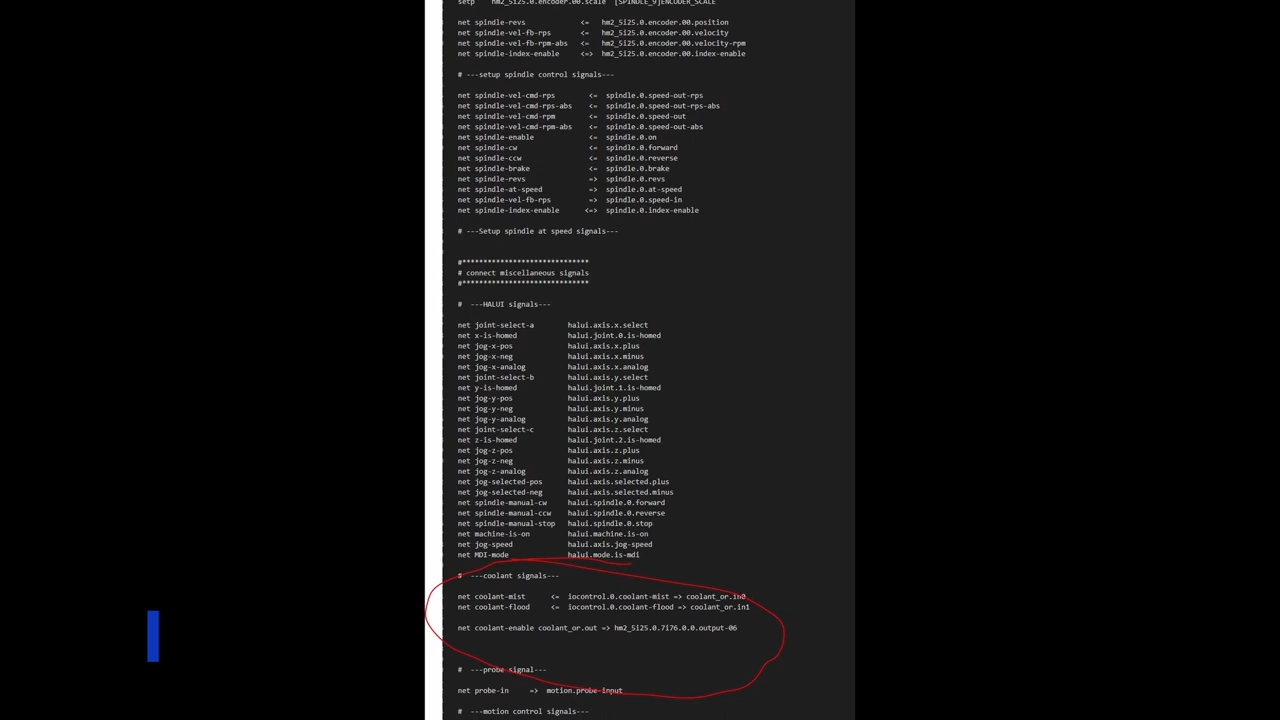 setp    hm2_5i25.0.encoder.00.scale  [SPINDLE_9]ENCODER_SCALE
net spindle-revs               <=  hm2_5i25.0.encoder.00.position
net spindle-vel-fb-rps         <=  hm2_5i25.0.encoder.00.velocity
net spindle-vel-fb-rpm-abs     <=  hm2_5i25.0.encoder.00.velocity-rpm
net spindle-index-enable       <=> hm2_5i25.0.encoder.00.index-enable
# ---setup spindle control signals---
net spindle-vel-cmd-rps        <=  spindle.0.speed-out-rps
net spindle-vel-cmd-rps-abs    <=  spindle.0.speed-out-rps-abs
net spindle-vel-cmd-rpm        <=  spindle.0.speed-out
net spindle-vel-cmd-rpm-abs    <=  spindle.0.speed-out-abs
net spindle-enable             <=  spindle.0.on
net spindle-cw                 <=  spindle.0.forward
net spindle-ccw                <=  spindle.0.reverse
net spindle-brake              <=  spindle.0.brake
net spindle-revs               =>  spindle.0.revs
net spindle-at-speed           =>  spindle.0.at-speed
net spindle-vel-fb-rps         =>  spindle.0.speed-in
net spindle-index-enable      <=>  spindle.0.index-enable
# ---Setup spindle at speed signals---
#******************************
# connect miscellaneous signals
#******************************
#  ---HALUI signals---
net joint-select-a        halui.axis.x.select
net x-is-homed            halui.joint.0.is-homed
net jog-x-pos             halui.axis.x.plus
net jog-x-neg             halui.axis.x.minus
net jog-x-analog          halui.axis.x.analog
net joint-select-b        halui.axis.y.select
net y-is-homed            halui.joint.1.is-homed
net jog-y-pos             halui.axis.y.plus
net jog-y-neg             halui.axis.y.minus
net jog-y-analog          halui.axis.y.analog
net joint-select-c        halui.axis.z.select
net z-is-homed            halui.joint.2.is-homed
net jog-z-pos             halui.axis.z.plus
net jog-z-neg             halui.axis.z.minus
net jog-z-analog          halui.axis.z.analog
net jog-selected-pos      halui.axis.selected.plus
net jog-selected-neg      halui.axis.selected.minus
net spindle-manual-cw     halui.spindle.0.forward
net spindle-manual-ccw    halui.spindle.0.reverse
net spindle-manual-stop   halui.spindle.0.stop
net machine-is-on         halui.machine.is-on
net jog-speed             halui.axis.jog-speed
net MDI-mode              halui.mode.is-mdi
#  ---coolant signals---
net coolant-mist      <=  iocontrol.0.coolant-mist => coolant_or.in0
net coolant-flood     <=  iocontrol.0.coolant-flood => coolant_or.in1
net coolant-enable coolant_or.out => hm2_5i25.0.7i76.0.0.output-06
#  ---probe signal---
net probe-in     =>  motion.probe-input
#  ---motion control signals---